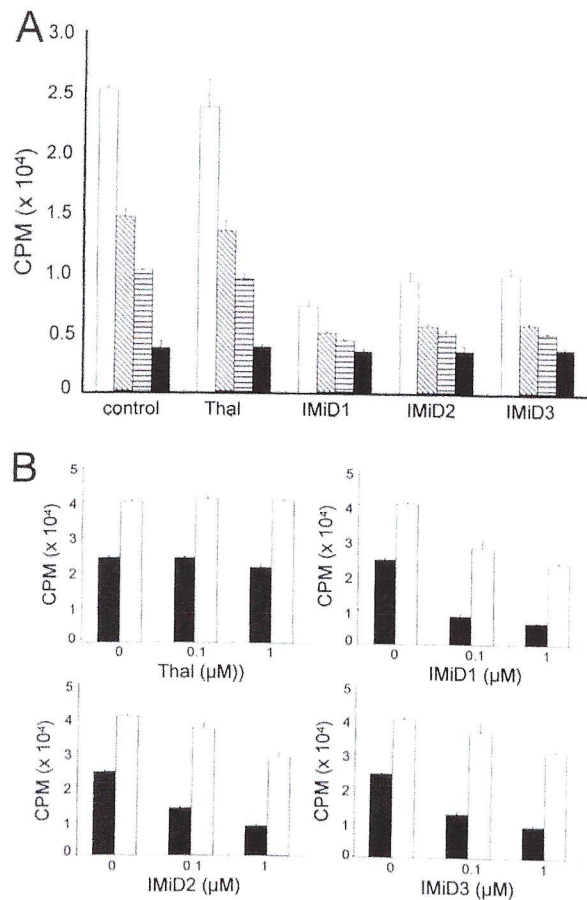 A
3.0
2.5
2.0
1.5
1.0
0.5
0
CPM (x 10⁴)
control Thal IMiD1 IMiD2 IMiD3
B
5
4
3
2
1
0
CPM (x 10⁴)
0 0.1 1
Thal (µM))
5
4
3
2
1
0
CPM (x 10⁴)
0 0.1 1
IMiD1 (µM)
5
4
3
2
1
0
CPM (x 10⁴)
0 0.1 1
IMiD2 (µM)
5
4
3
2
1
0
CPM (x 10⁴)
0 0.1 1
IMiD3 (µM)